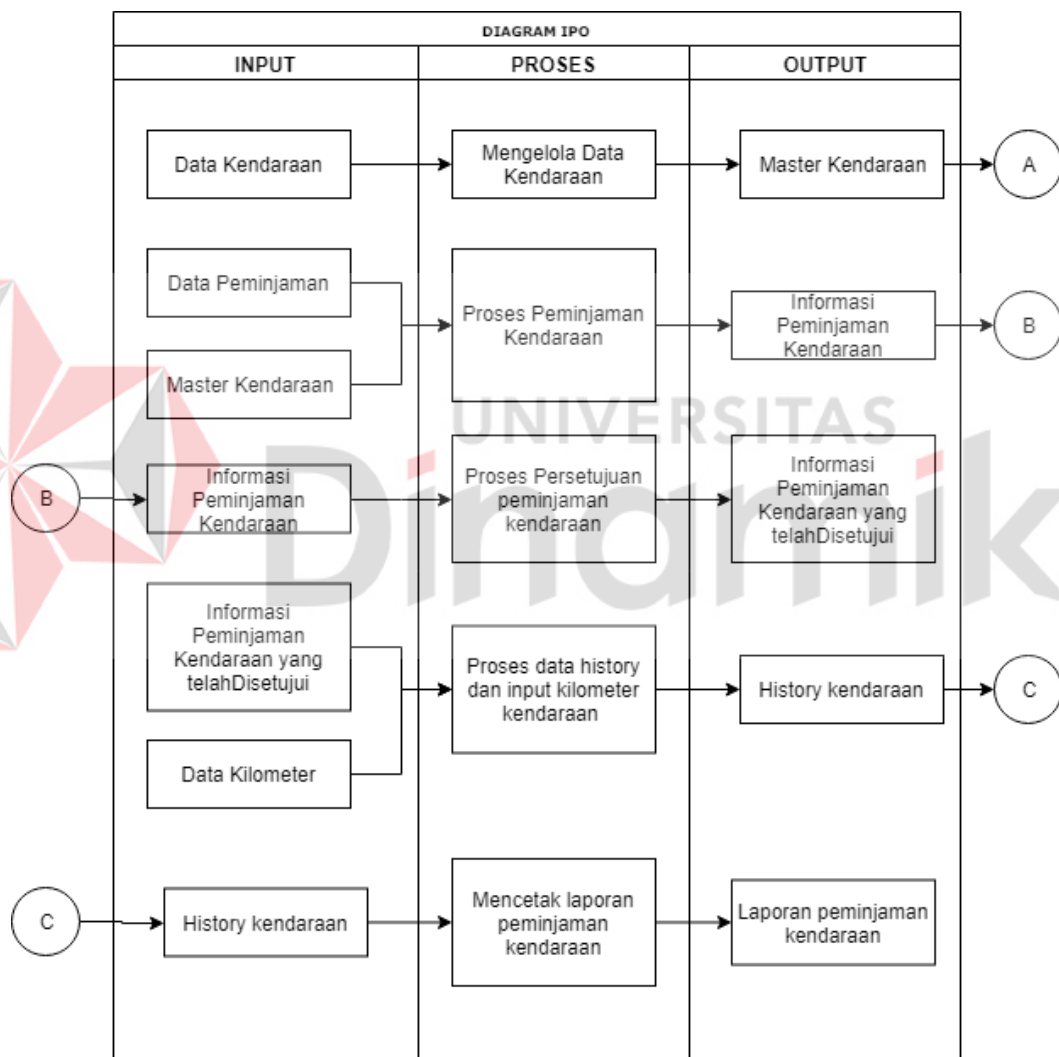 DIAGRAM IPO
INPUT
PROSES
OUTPUT
Data Kendaraan
Mengelola Data
Kendaraan
Master Kendaraan
A
Data Peminjaman
Master Kendaraan
Proses Peminjaman
Kendaraan
Informasi
Peminjaman
Kendaraan
B
UNIVERSITAS
Dinamik
B
Informasi
Peminjaman
Kendaraan
Proses Persetujuan
peminjaman
kendaraan
Informasi
Peminjaman
Kendaraan yang
telahDisetujui
Informasi
Peminjaman
Kendaraan yang
telahDisetujui
Data Kilometer
Proses data history
dan input kilometer
kendaraan
History kendaraan
C
C
History kendaraan
Mencetak laporan
peminjaman
kendaraan
Laporan peminjaman
kendaraan